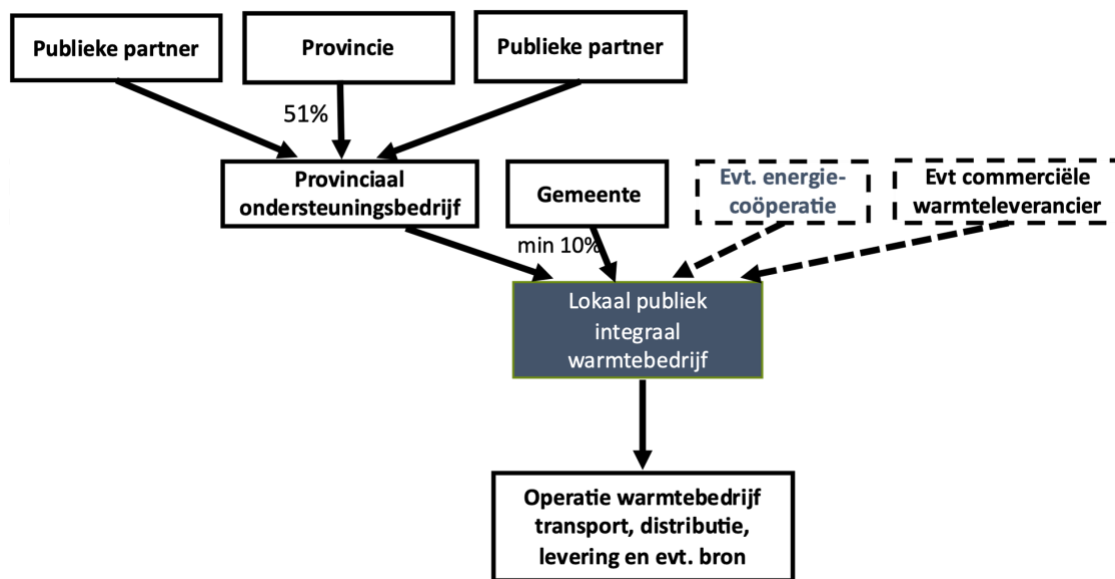 Publieke partner
Provincie
Publieke partner
51%
Provinciaal
ondersteuningsbedrijf
Gemeente
Evt. energie-
coöperatie
Evt commerciële
warmteleverancier
min 10%
Lokaal publiek
integraal
warmtebedrijf
Operatie warmtebedrijf
transport, distributie,
levering en evt. bron